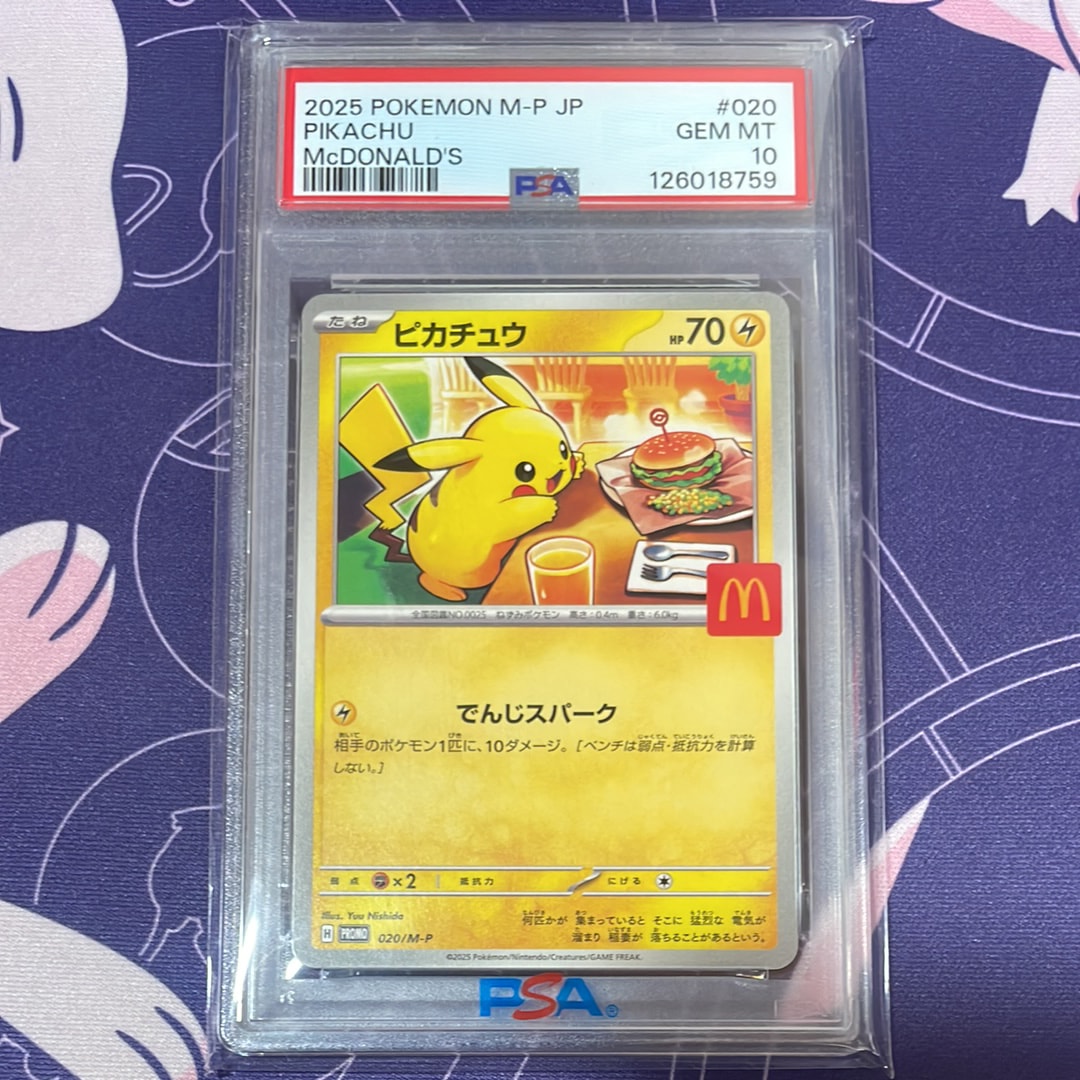 2025 POKEMON M-P JP #020
PIKACHU GEM MT
McDONALD'S 10
PSA 126018759
たね ピカチュウ HP 70
全国図鑑NO.0025 ねずみポケモン 高さ:0.4m 重さ:6.0kg
でんじスパーク
相手のポケモン1匹に、10ダメージ。[ベンチは弱点・抵抗力を計算
しない。]
弱点 ×2 抵抗力 にげる
Illus. Yuu Nishida
何匹かが 集まっていると そこに 猛烈な 電気が
H PROMO 020/M-P
溜まり 稲妻が 落ちることがあるという。
©2025 Pokémon/Nintendo/Creatures/GAME FREAK.
PSA®